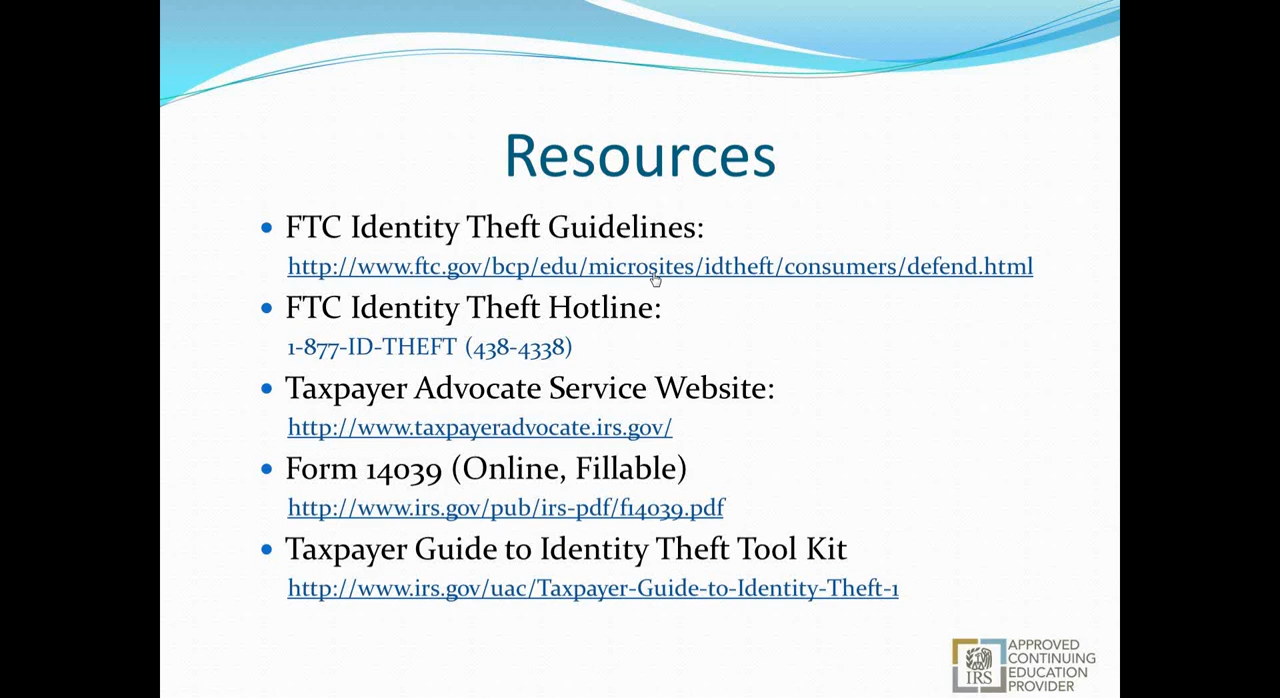 Resources
• FTC Identity Theft Guidelines:
http://www.ftc.gov/bcp/edu/microsites/idtheft/consumers/defend.html
• FTC Identity Theft Hotline:
1-877-ID-THEFT (438-4338)
• Taxpayer Advocate Service Website:
http://www.taxpayeradvocate.irs.gov/
• Form 14039 (Online, Fillable)
http://www.irs.gov/pub/irs-pdf/f14039.pdf
• Taxpayer Guide to Identity Theft Tool Kit
http://www.irs.gov/uac/Taxpayer-Guide-to-Identity-Theft-1
IRS
APPROVED
CONTINUING
EDUCATION
PROVIDER